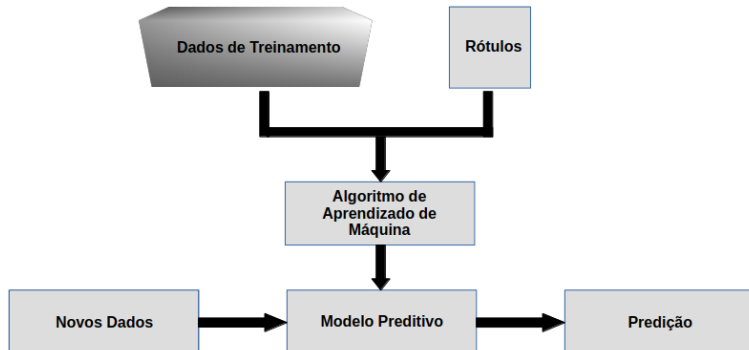 Dados de Treinamento
Rótulos
Algoritmo de
Aprendizado de
Máquina
Novos Dados
Modelo Preditivo
Predição